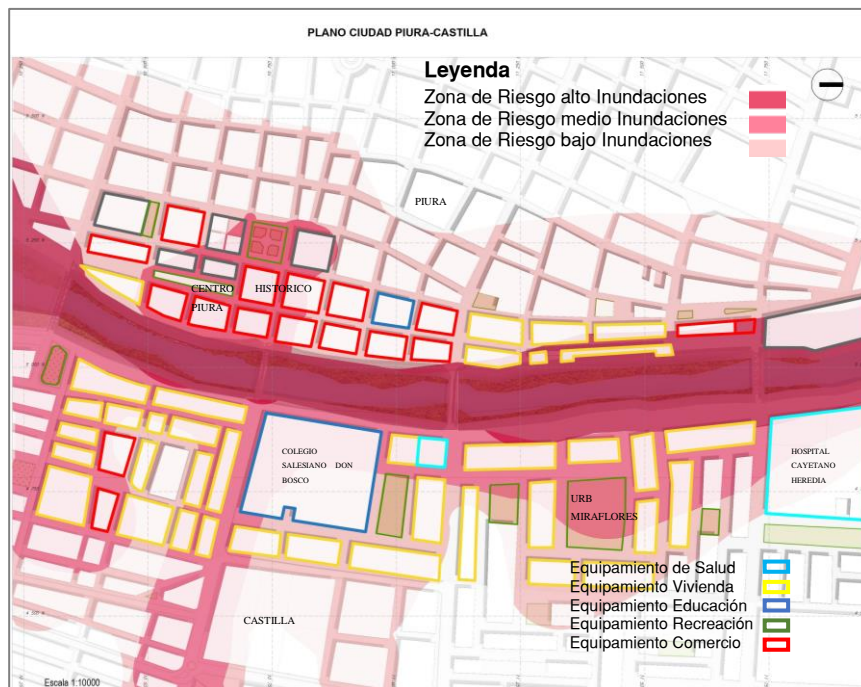 PLANO CIUDAD PIURA-CASTILLA
Leyenda
Zona de Riesgo alto Inundaciones
Zona de Riesgo medio Inundaciones
Zona de Riesgo bajo Inundaciones
PIURA
CENTRO HISTORICO
PIURA
COLEGIO
SALESIANO DON
BOSCO
HOSPITAL
CAYETANO
HEREDIA
URB
MIRAFLORES
CASTILLA
Equipamiento de Salud
Equipamiento Vivienda
Equipamiento Educación
Equipamiento Recreación
Equipamiento Comercio
Escala 1:10000